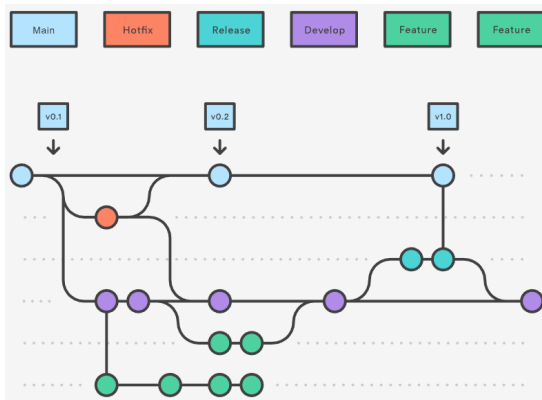 Main
Hotfix
Release
Develop
Feature
Feature
v0.1
v0.2
v1.0